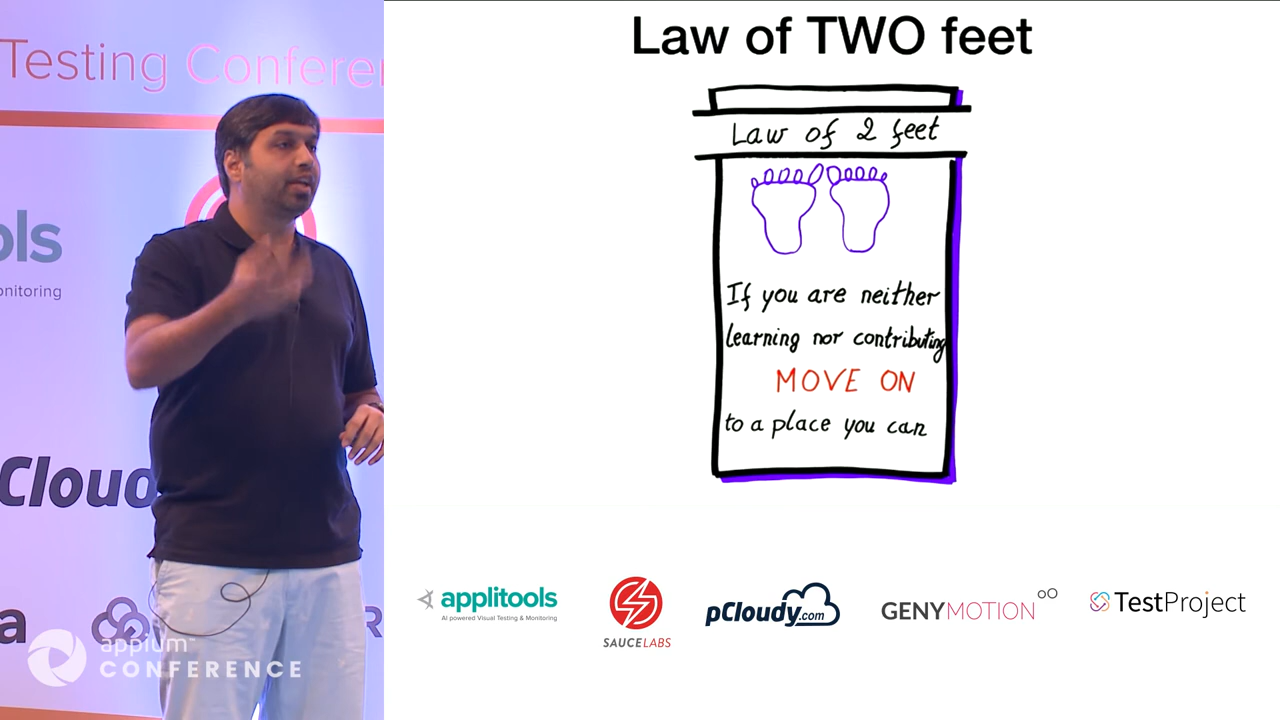 Testing Conferen
Law of TWO feet
Law of 2 feet
If you are neither
learning nor contributing
MOVE ON
to a place you can
ols
onitoring
Cloud
a
R
applitools
AI powered Visual Testing & Monitoring
SAUCELABS
pCloudy.com
GENYMOTION
TestProject
appium™
CONFERENCE